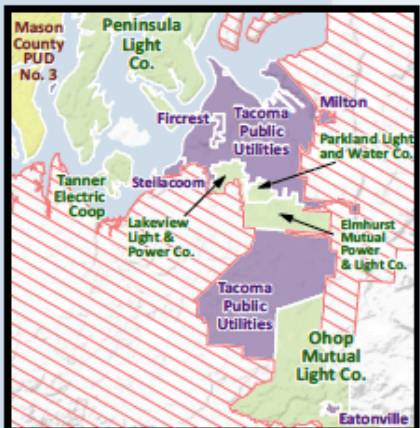 Mason
County
PUD
No. 3
Peninsula
Light
Co.
Fircrest
Tacoma
Public
Utilities
Milton
Parkland Light
and Water Co.
Tanner
Electric
Coop
Steilacoom
Lakeview
Light &
Power Co.
Elmhurst
Mutual
Power
& Light Co.
Tacoma
Public
Utilities
Ohop
Mutual
Light Co.
Eatonville